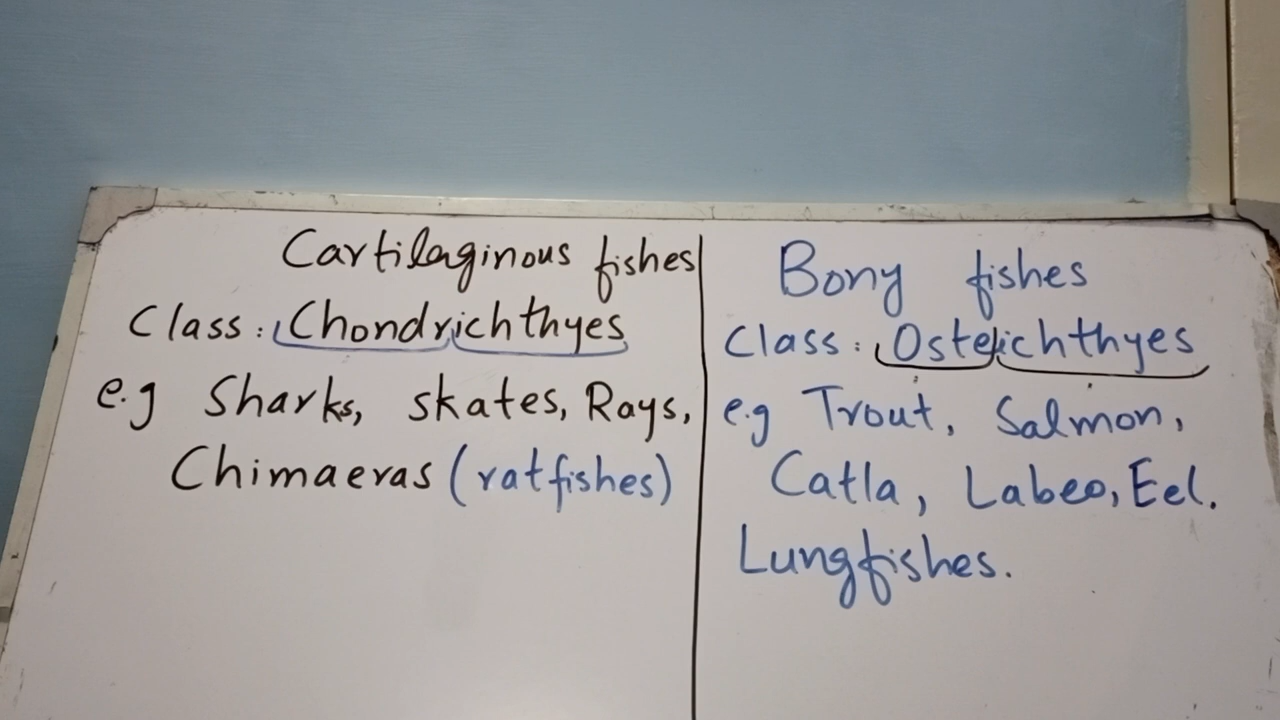 Cartilaginous fishes
Class: Chondrichthyes
e.g Sharks, skates, Rays,
Chimaeras (ratfishes)
Bony fishes
Class: Osteichthyes
e.g Trout, Salmon,
Catla, Labeo, Eel.
Lungfishes.